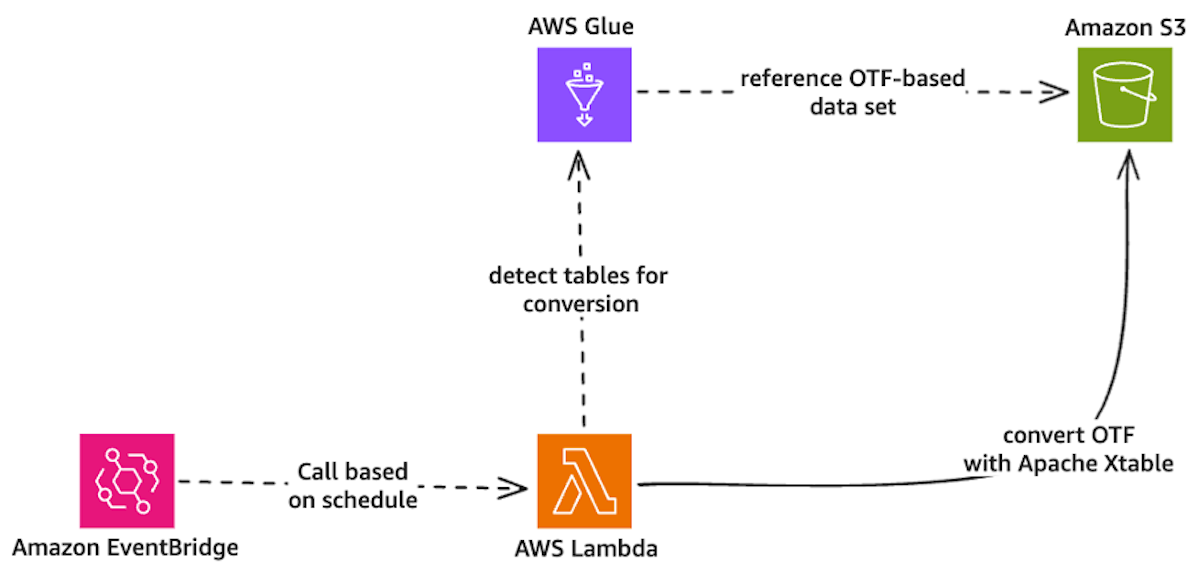 AWS Glue
Amazon S3
reference OTF-based
data set
detect tables for
conversion
convert OTF
with Apache Xtable
Call based
on schedule
Amazon EventBridge
AWS Lambda